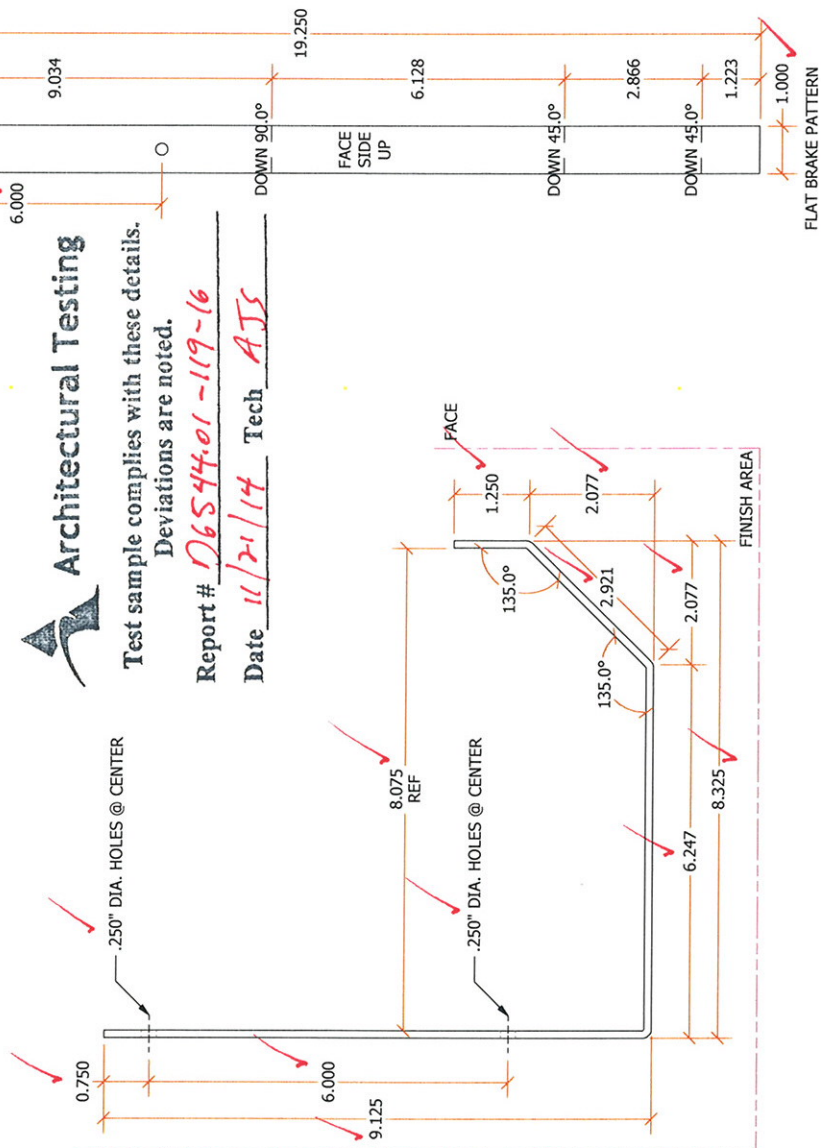 Architectural Testing
Test sample complies with these details.
Deviations are noted.
Report # D6544.01-119-16
Date 11/21/14 Tech AJS
.250" DIA. HOLES @ CENTER
.250" DIA. HOLES @ CENTER
0.750
6.000
9.125
8.075
REF
135.0°
135.0°
1.250
2.077
2.921
2.077
6.247
8.325
FACE
FINISH AREA
6.000
9.034
19.250
6.128
2.866
1.223
1.000
DOWN 90.0°
FACE
SIDE
UP
DOWN 45.0°
DOWN 45.0°
FLAT BRAKE PATTERN